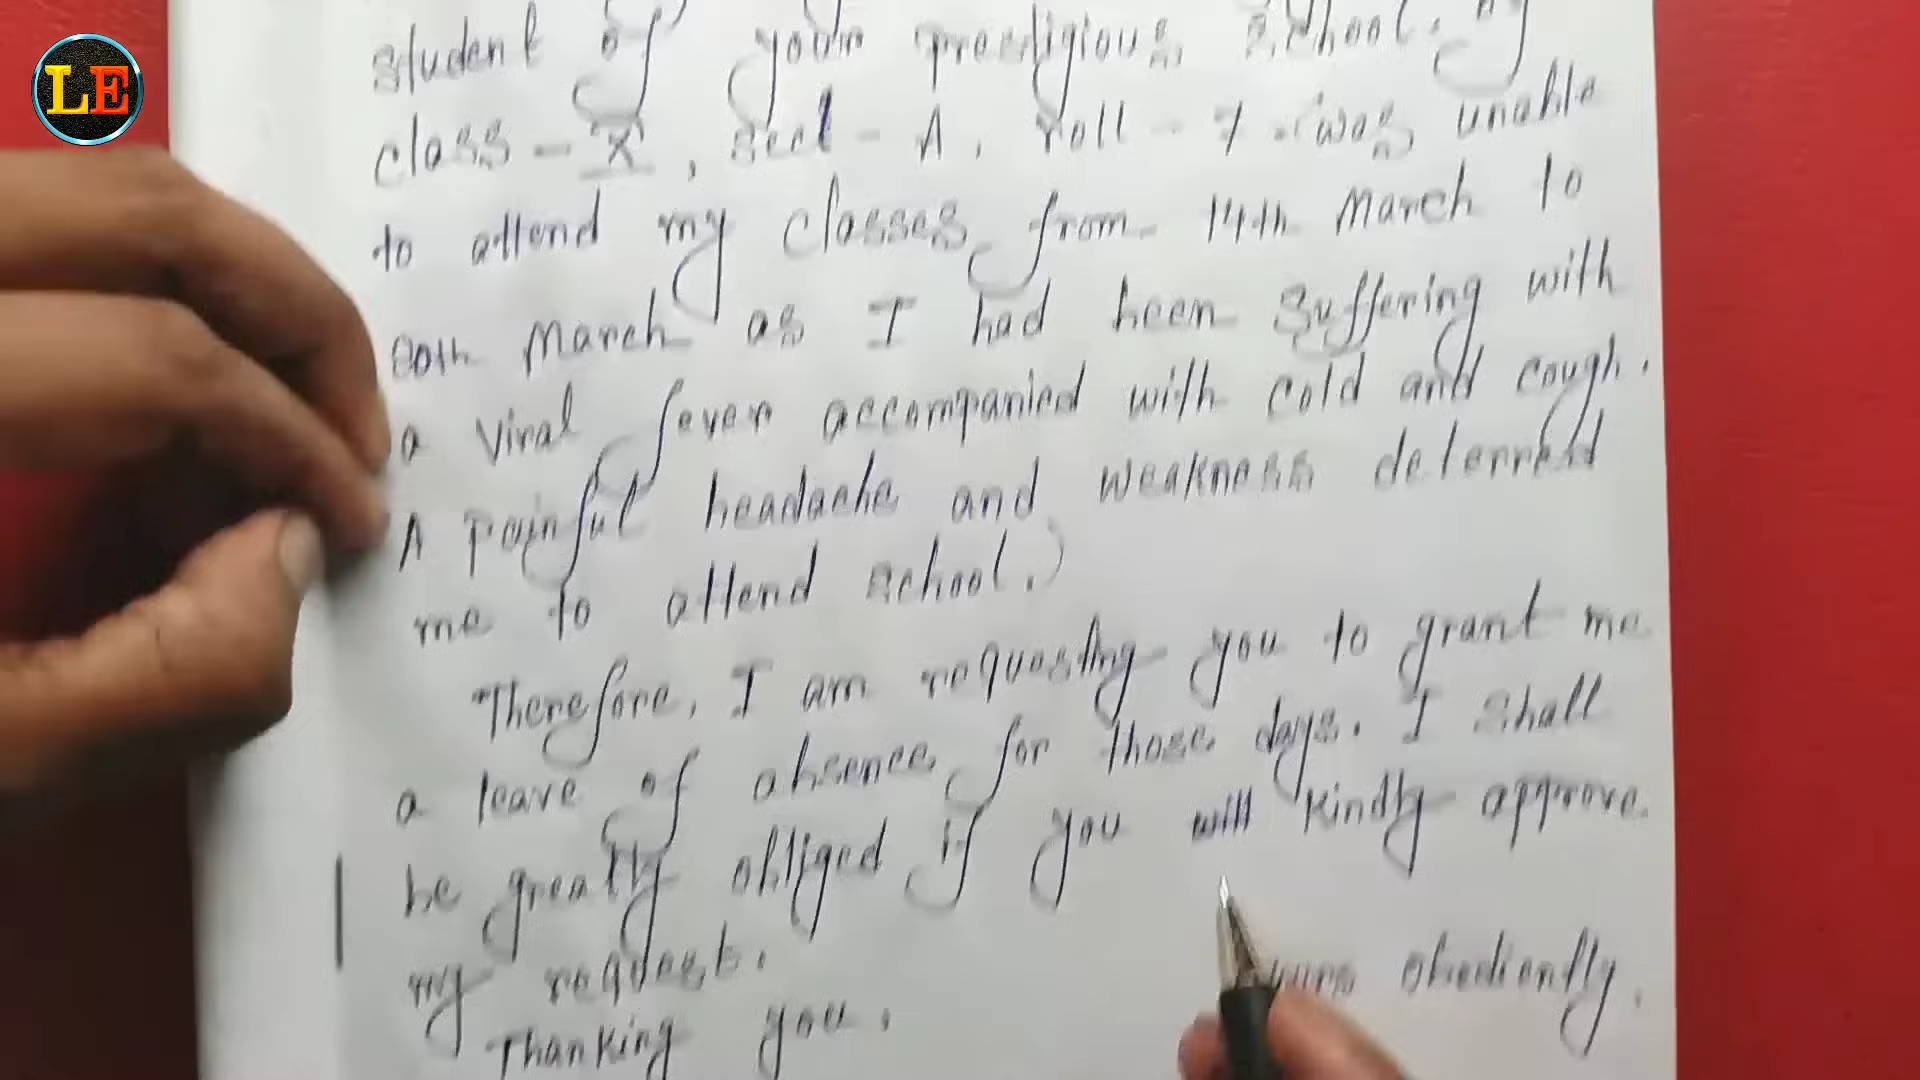 LE
student of your prestigious school, of
class - X, sect - A, roll - 7. (was unable
to attend my classes from 14th March to
March as I had been suffering with
a viral fever accompanied with cold and cough.
A painful headache and weakness deterred
me to attend school.)
Therefore, I am requesting you to grant me
a leave of absence for those days. I shall
be greatly obliged if you will kindly approve
my request.
Thanking you. obediently.